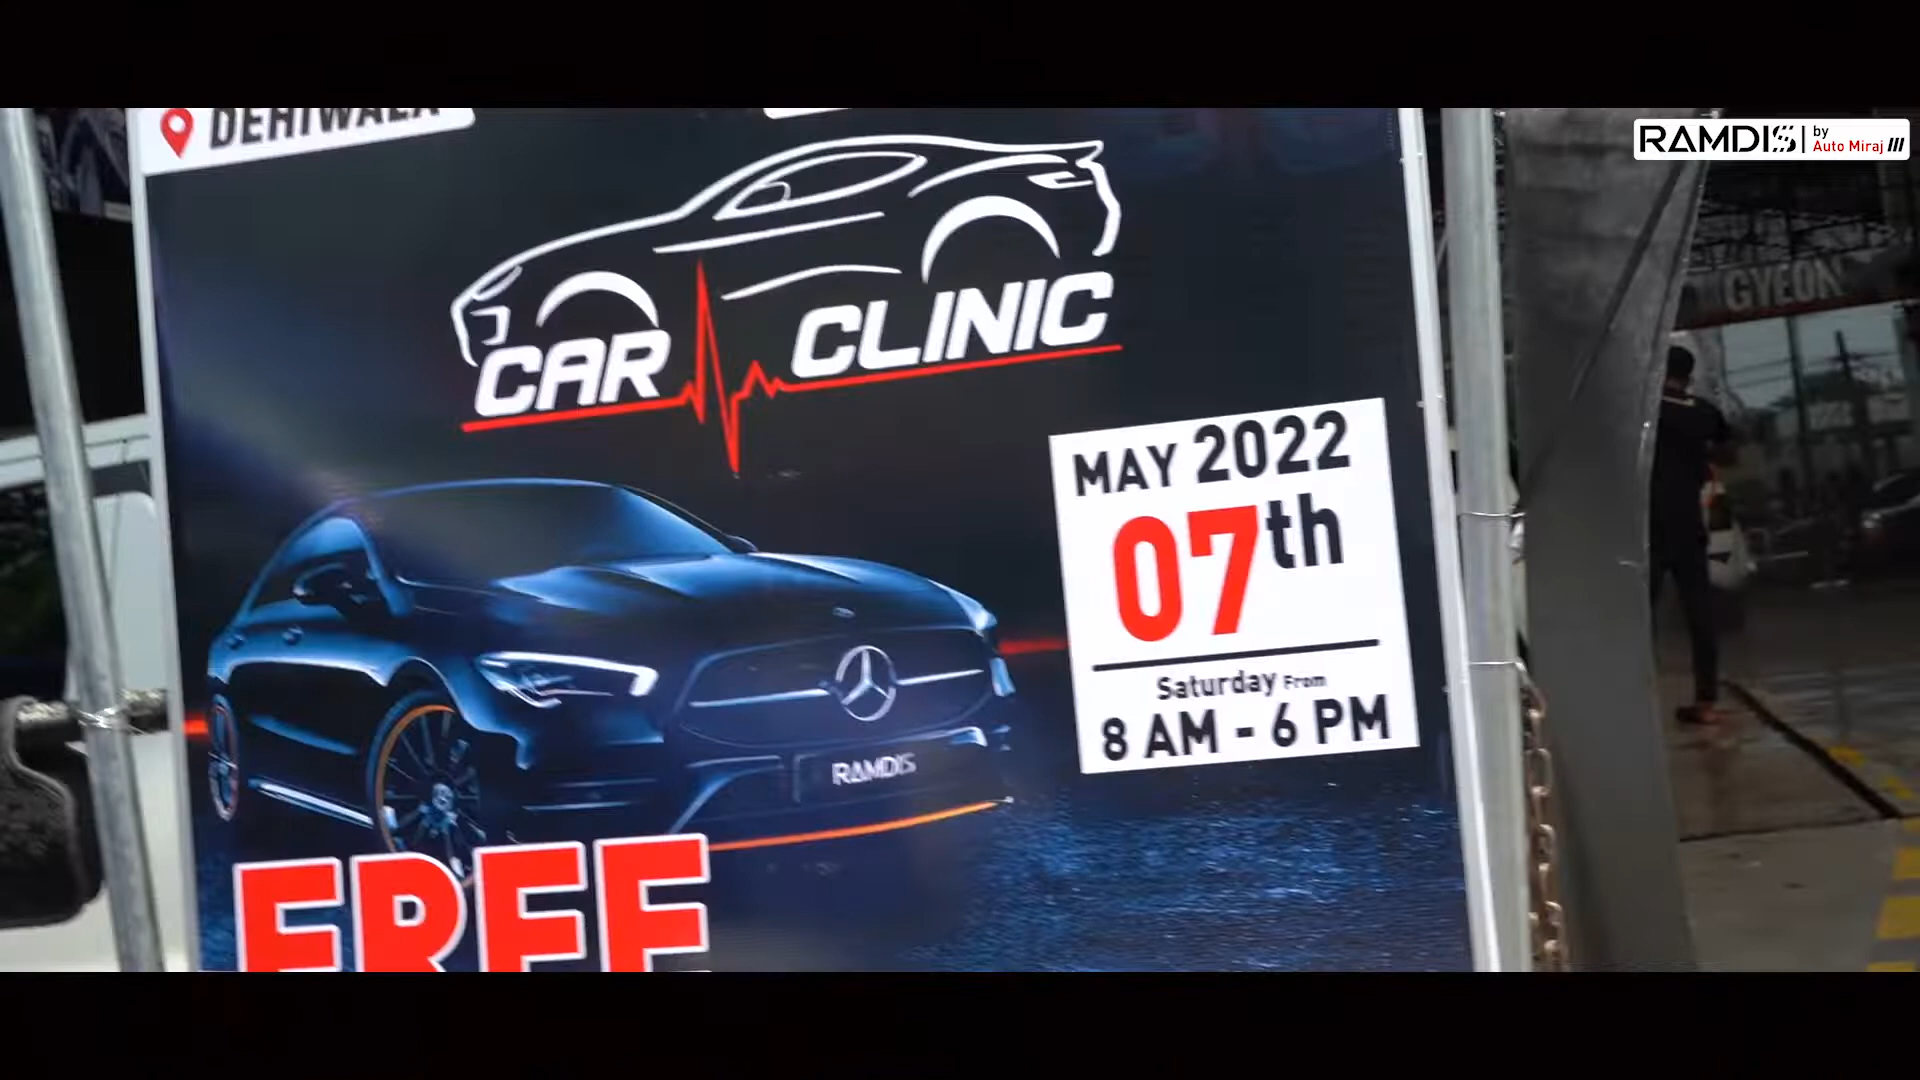 RAMDIS by
Auto Miraj
DEHIWALA
CAR CLINIC
GYEON
MAY 2022
07th
Saturday From
8 AM - 6 PM
RAMDIS
FREE